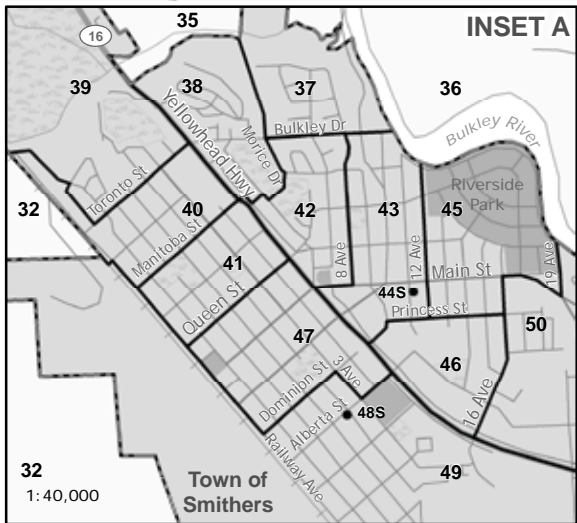 INSET A
35
16
39
38
37
36
Yellowhead Hwy
Morice Dr
Bulkley Dr
Bulkley River
Toronto St
32
40
42
43
45
Riverside
Park
Manitoba St
41
8 Ave
12 Ave
19 Ave
Main St
44S
Princess St
Queen St
50
47
46
3 Ave
Dominion St
16 Ave
Alberta St
48S
Railway Ave
49
32
1:40,000
Town of
Smithers